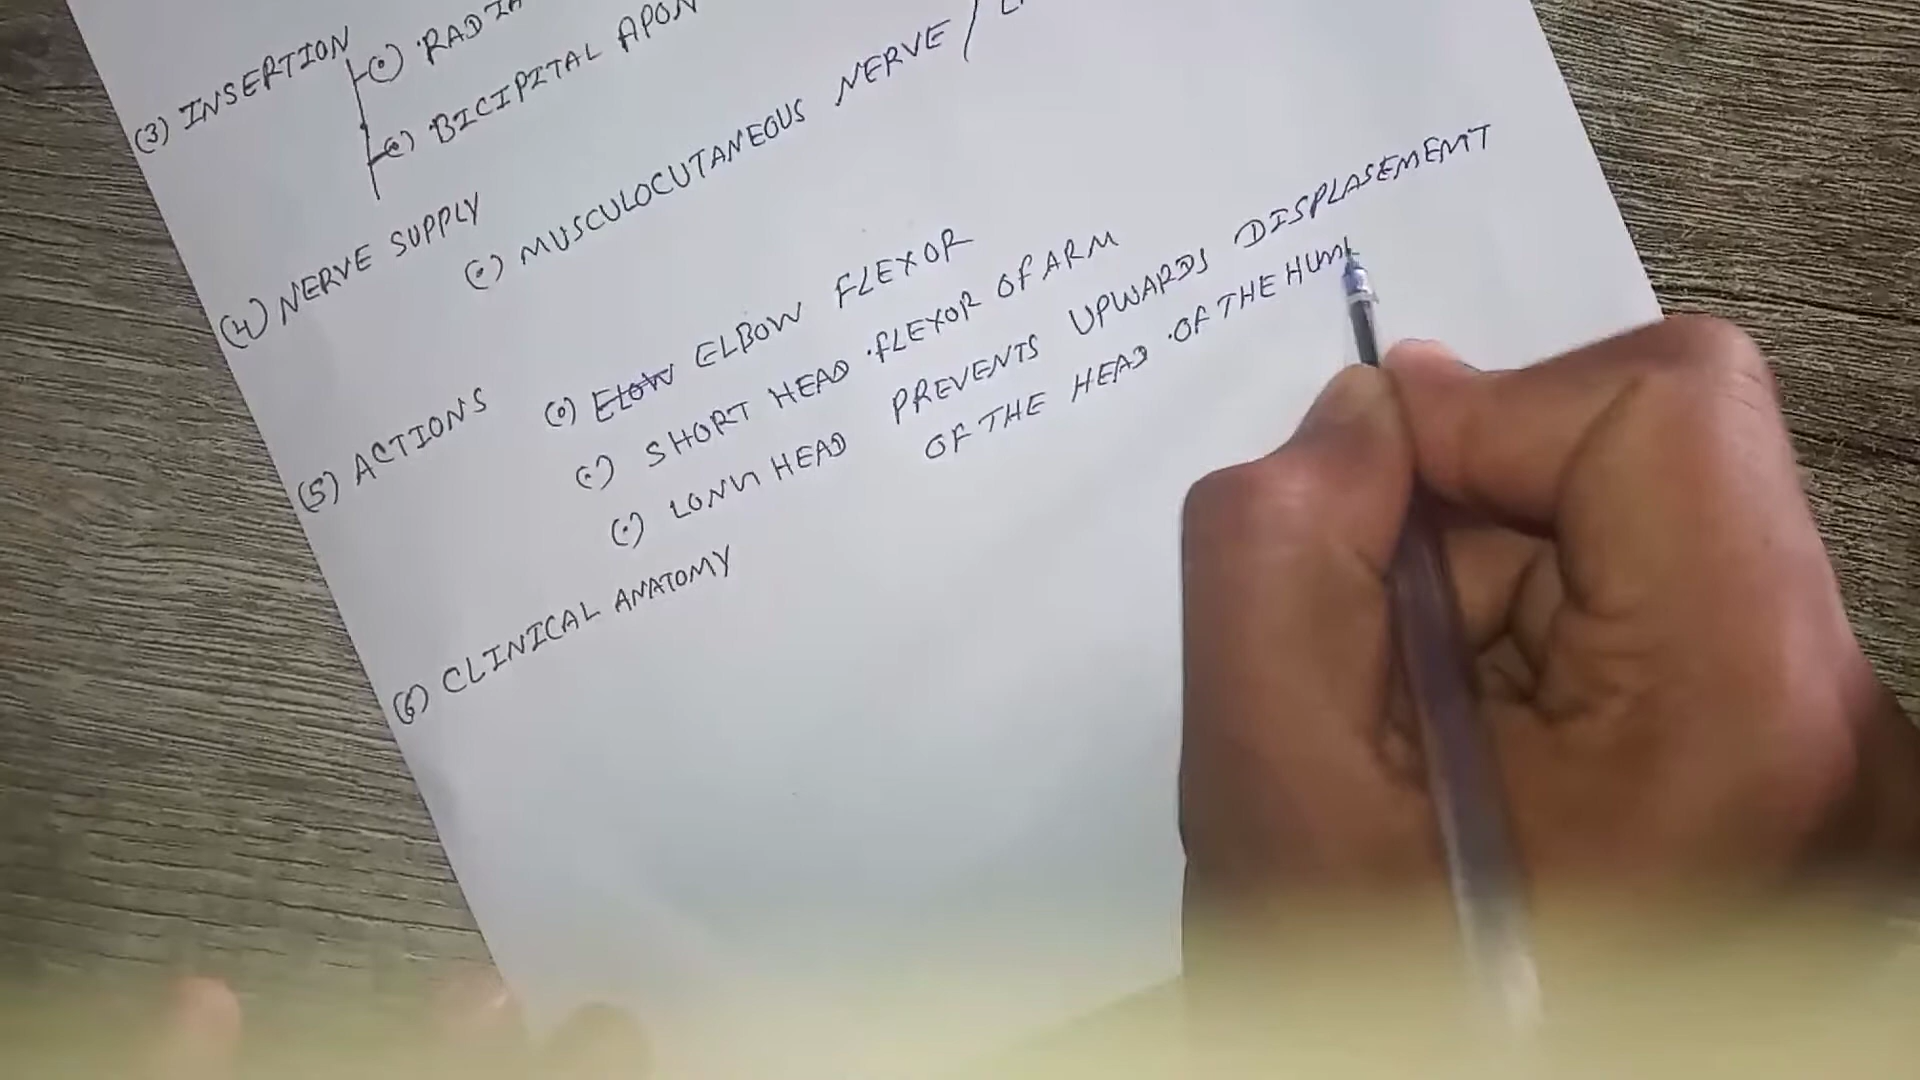 (3) INSERTION
(•) RADIA
(•) BICIPITAL APON
(4) NERVE SUPPLY
(•) MUSCULOCUTANEOUS NERVE /
(5) ACTIONS (•) Elow ELBOW FLEXOR
(•) SHORT HEAD FLEXOR OF ARM
(•) LONG HEAD PREVENTS UPWARDS DISPLASEMENT
OF THE HEAD OF THE HUM
(6) CLINICAL ANATOMY